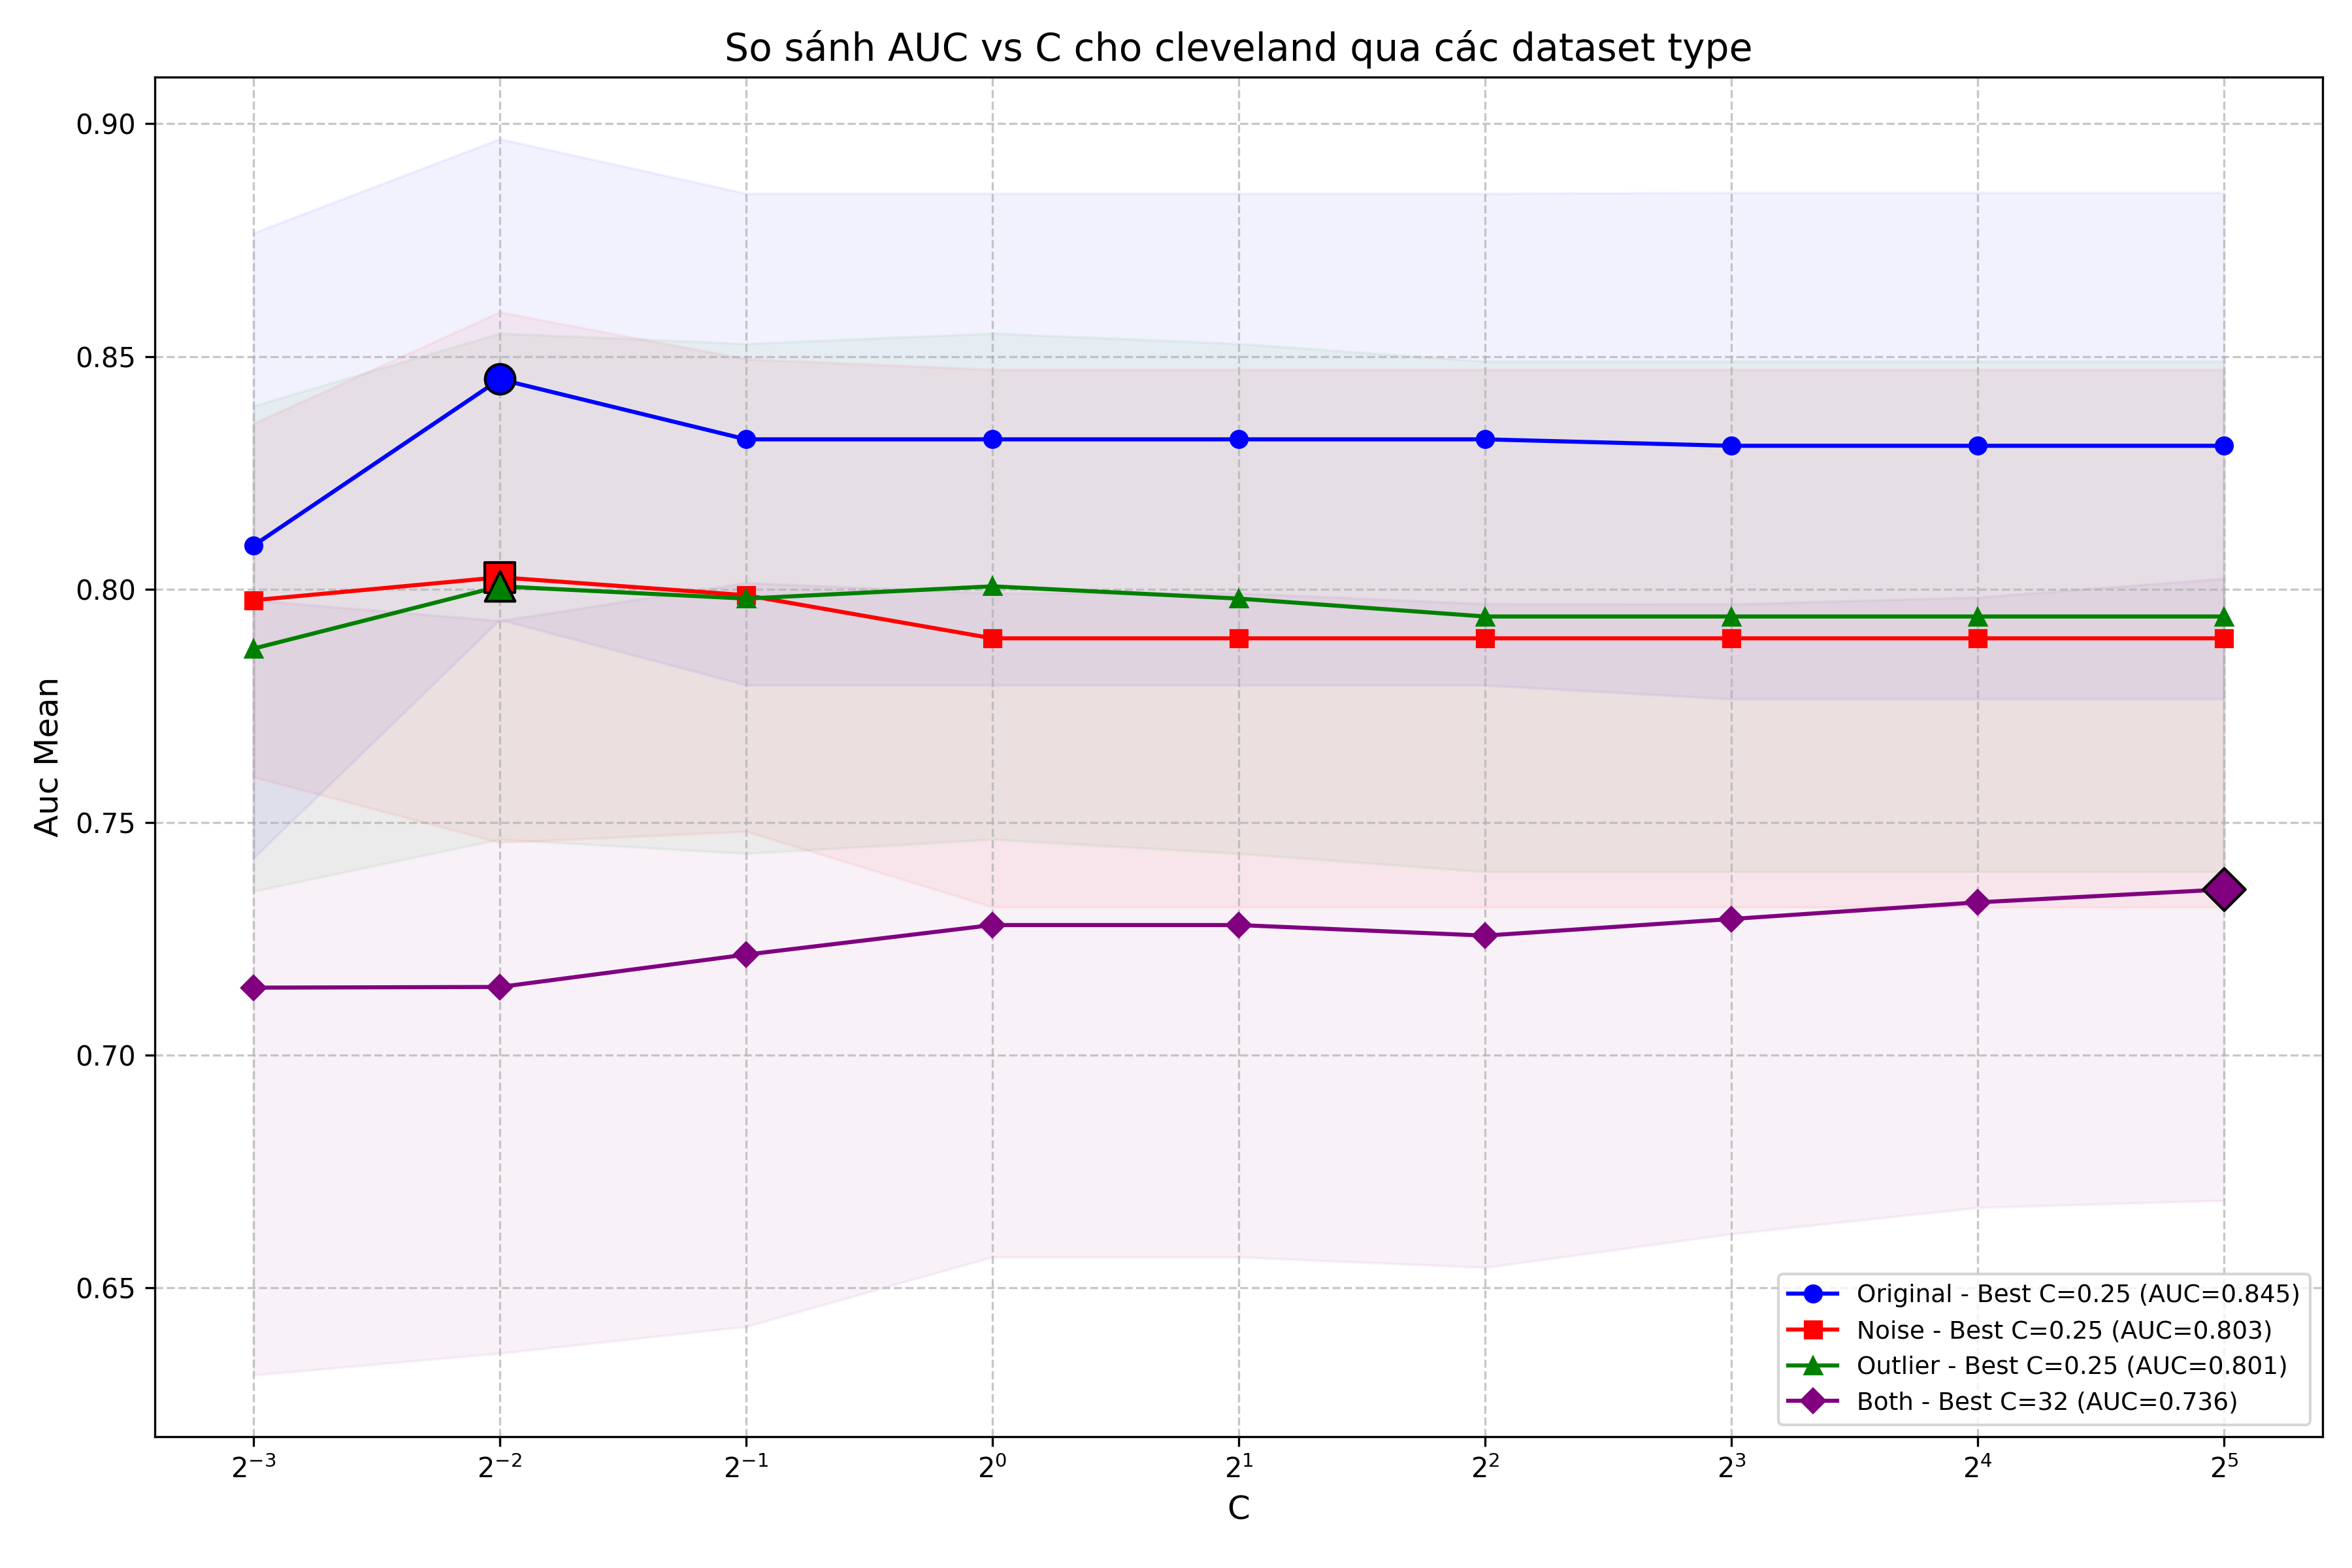 So sánh AUC vs C cho cleveland qua các dataset type
Auc Mean
0.90
0.85
0.80
0.75
0.70
0.65
2⁻³ 2⁻² 2⁻¹ 2⁰ 2¹ 2² 2³ 2⁴ 2⁵
C
Original - Best C=0.25 (AUC=0.845)
Noise - Best C=0.25 (AUC=0.803)
Outlier - Best C=0.25 (AUC=0.801)
Both - Best C=32 (AUC=0.736)